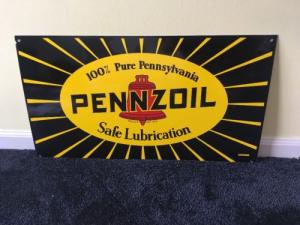 100% Pure Pennsylvania
PENNZOIL
Safe Lubrication